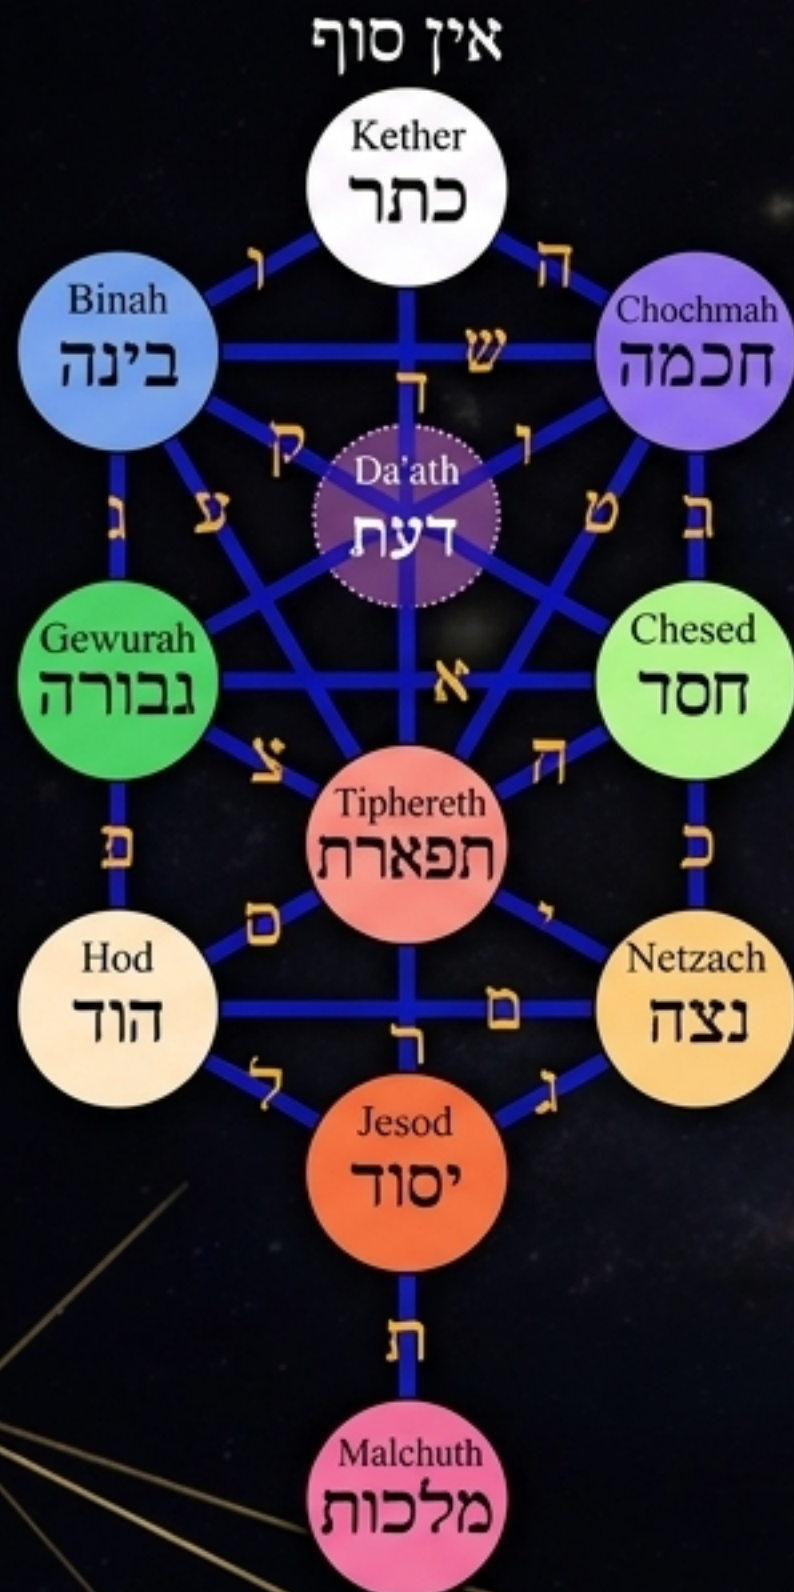 אין סוף
Kether
כתר
ו
ה
Binah
בינה
Chochmah
חכמה
ש
ד
ק
ו
Da'ath
דעת
ג
ע
ט
ב
Gewurah
גבורה
Chesed
חסד
א
צ
ה
Tiphereth
תפארת
פ
כ
ס
י
Hod
הוד
Netzach
נצה
מ
ר
ל
ג
Jesod
יסוד
ת
Malchuth
מלכות